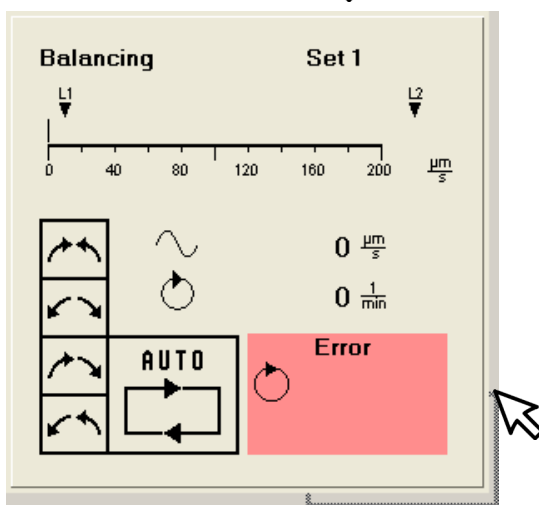 Balancing Set 1
L1 L2
0 40 80 120 160 200 µm/s
0 µm/s
0 1/min
AUTO
Error